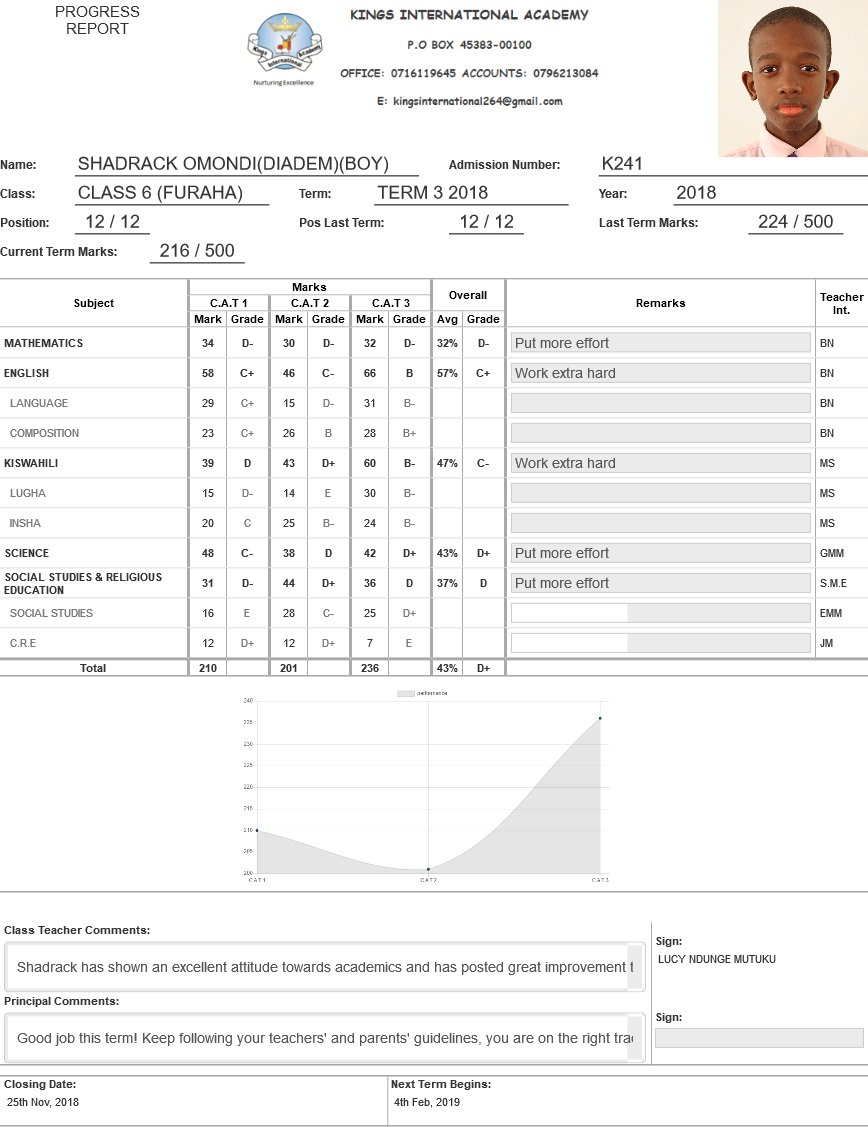 PROGRESS
REPORT
Kings International Academy
Nurturing Excellence
KINGS INTERNATIONAL ACADEMY
P.O BOX 45383-00100
OFFICE: 0716119645 ACCOUNTS: 0796213084
E: kingsinternational264@gmail.com
Name: SHADRACK OMONDI(DIADEM)(BOY) Admission Number: K241
Class: CLASS 6 (FURAHA) Term: TERM 3 2018 Year: 2018
Position: 12 / 12 Pos Last Term: 12 / 12 Last Term Marks: 224 / 500
Current Term Marks: 216 / 500
Subject Marks Overall Remarks Teacher Int.
C.A.T 1 C.A.T 2 C.A.T 3
Mark Grade Mark Grade Mark Grade Avg Grade
MATHEMATICS 34 D- 30 D- 32 D- 32% D- Put more effort BN
ENGLISH 58 C+ 46 C- 66 B 57% C+ Work extra hard BN
LANGUAGE 29 C+ 15 D- 31 B- BN
COMPOSITION 23 C+ 26 B 28 B+ BN
KISWAHILI 39 D 43 D+ 60 B- 47% C- Work extra hard MS
LUGHA 15 D- 14 E 30 B- MS
INSHA 20 C 25 B- 24 B- MS
SCIENCE 48 C- 38 D 42 D+ 43% D+ Put more effort GMM
SOCIAL STUDIES & RELIGIOUS
EDUCATION 31 D- 44 D+ 36 D 37% D Put more effort S.M.E
SOCIAL STUDIES 16 E 28 C- 25 D+ EMM
C.R.E 12 D+ 12 D+ 7 E JM
Total 210 201 236 43% D+
performance
240
235
230
225
220
215
210
205
200
CAT1 CAT2 CAT3
Class Teacher Comments:
Sign:
LUCY NDUNGE MUTUKU
Shadrack has shown an excellent attitude towards academics and has posted great improvement
Principal Comments:
Sign:
Good job this term! Keep following your teachers' and parents' guidelines, you are on the right
Closing Date: Next Term Begins:
25th Nov, 2018 4th Feb, 2019